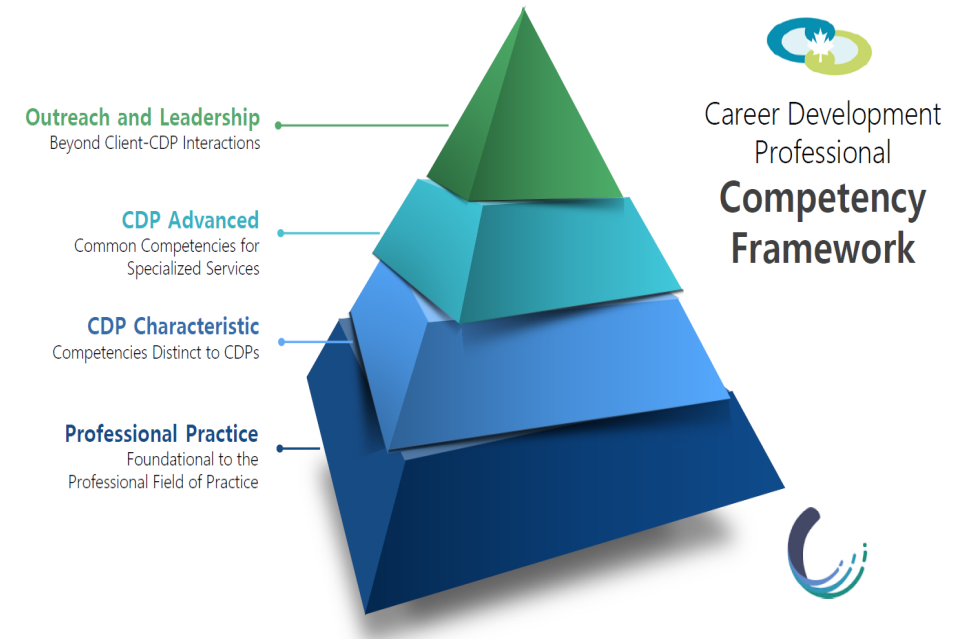 Outreach and Leadership
Beyond Client-CDP Interactions
CDP Advanced
Common Competencies for
Specialized Services
CDP Characteristic
Competencies Distinct to CDPs
Professional Practice
Foundational to the
Professional Field of Practice
Career Development
Professional
Competency
Framework